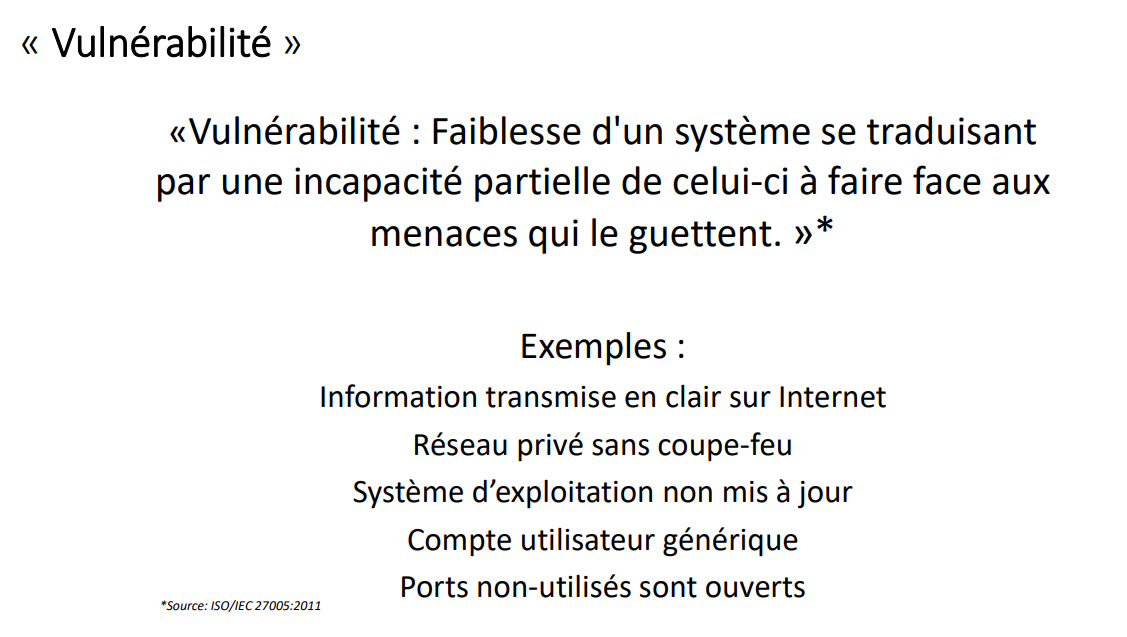 « Vulnérabilité »
«Vulnérabilité : Faiblesse d'un système se traduisant
par une incapacité partielle de celui-ci à faire face aux
menaces qui le guettent. »*
Exemples :
Information transmise en clair sur Internet
Réseau privé sans coupe-feu
Système d’exploitation non mis à jour
Compte utilisateur générique
Ports non-utilisés sont ouverts
*Source: ISO/IEC 27005:2011